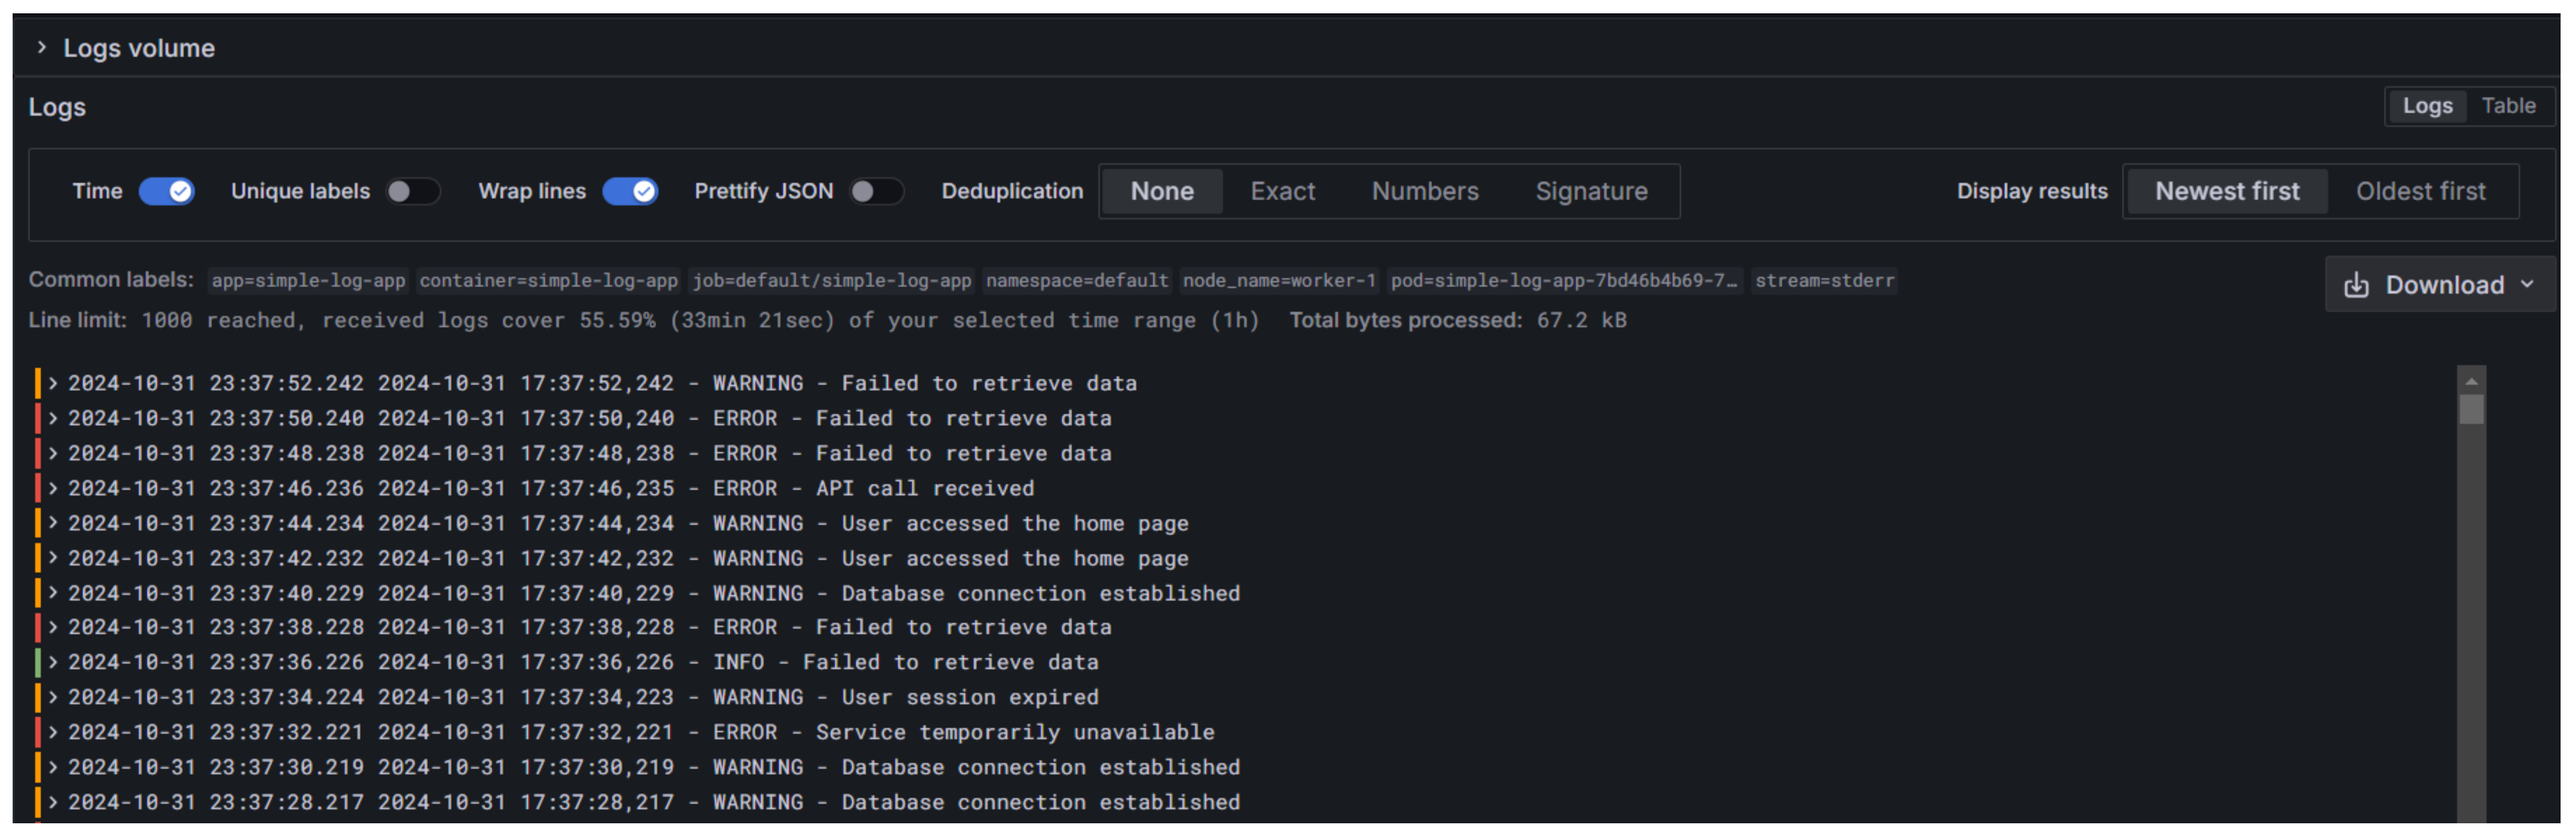 Logs volume
Logs
Logs Table
Time Unique labels Wrap lines Prettify JSON Deduplication None Exact Numbers Signature Display results Newest first Oldest first
Common labels: app=simple-log-app container=simple-log-app job=default/simple-log-app namespace=default node_name=worker-1 pod=simple-log-app-7bd46b4b69-7… stream=stderr
Download
Line limit: 1000 reached, received logs cover 55.59% (33min 21sec) of your selected time range (1h) Total bytes processed: 67.2 kB
2024-10-31 23:37:52.242 2024-10-31 17:37:52,242 - WARNING - Failed to retrieve data
2024-10-31 23:37:50.240 2024-10-31 17:37:50,240 - ERROR - Failed to retrieve data
2024-10-31 23:37:48.238 2024-10-31 17:37:48,238 - ERROR - Failed to retrieve data
2024-10-31 23:37:46.236 2024-10-31 17:37:46,235 - ERROR - API call received
2024-10-31 23:37:44.234 2024-10-31 17:37:44,234 - WARNING - User accessed the home page
2024-10-31 23:37:42.232 2024-10-31 17:37:42,232 - WARNING - User accessed the home page
2024-10-31 23:37:40.229 2024-10-31 17:37:40,229 - WARNING - Database connection established
2024-10-31 23:37:38.228 2024-10-31 17:37:38,228 - ERROR - Failed to retrieve data
2024-10-31 23:37:36.226 2024-10-31 17:37:36,226 - INFO - Failed to retrieve data
2024-10-31 23:37:34.224 2024-10-31 17:37:34,223 - WARNING - User session expired
2024-10-31 23:37:32.221 2024-10-31 17:37:32,221 - ERROR - Service temporarily unavailable
2024-10-31 23:37:30.219 2024-10-31 17:37:30,219 - WARNING - Database connection established
2024-10-31 23:37:28.217 2024-10-31 17:37:28,217 - WARNING - Database connection established